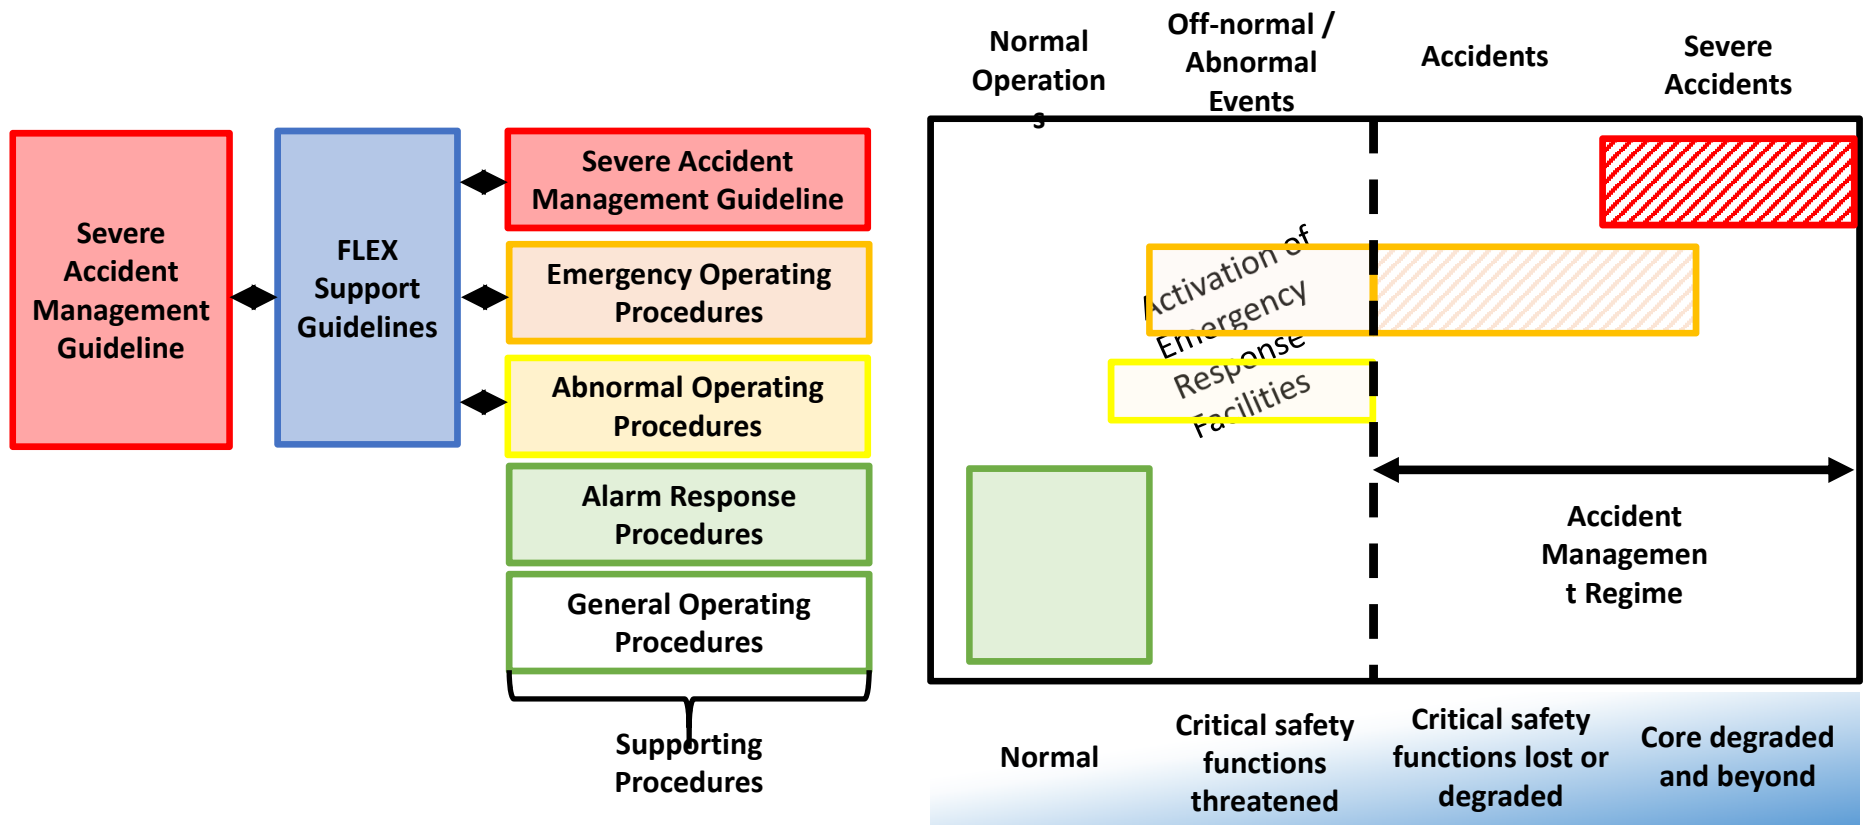 Severe
Accident
Management
Guideline
FLEX
Support
Guidelines
Severe Accident
Management Guideline
Emergency Operating
Procedures
Abnormal Operating
Procedures
Alarm Response
Procedures
General Operating
Procedures
Supporting
Procedures
Normal
Operation
s
Off-normal /
Abnormal
Events
Accidents
Severe
Accidents
Activation of
Emergency
Response
Facilities
Accident
Managemen
t Regime
Normal
Critical safety
functions
threatened
Critical safety
functions lost or
degraded
Core degraded
and beyond